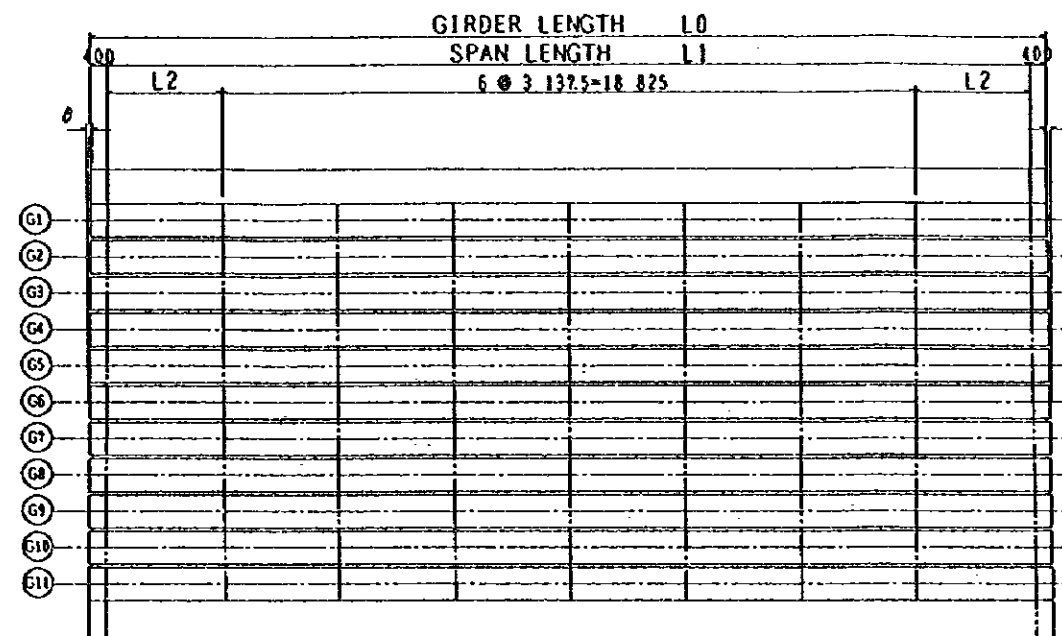 GIRDER LENGTH L0
400 SPAN LENGTH L1 400
L2 6 @ 3 137.5=18 825 L2
θ
G1
G2
G3
G4
G5
G6
G7
G8
G9
G10
G11